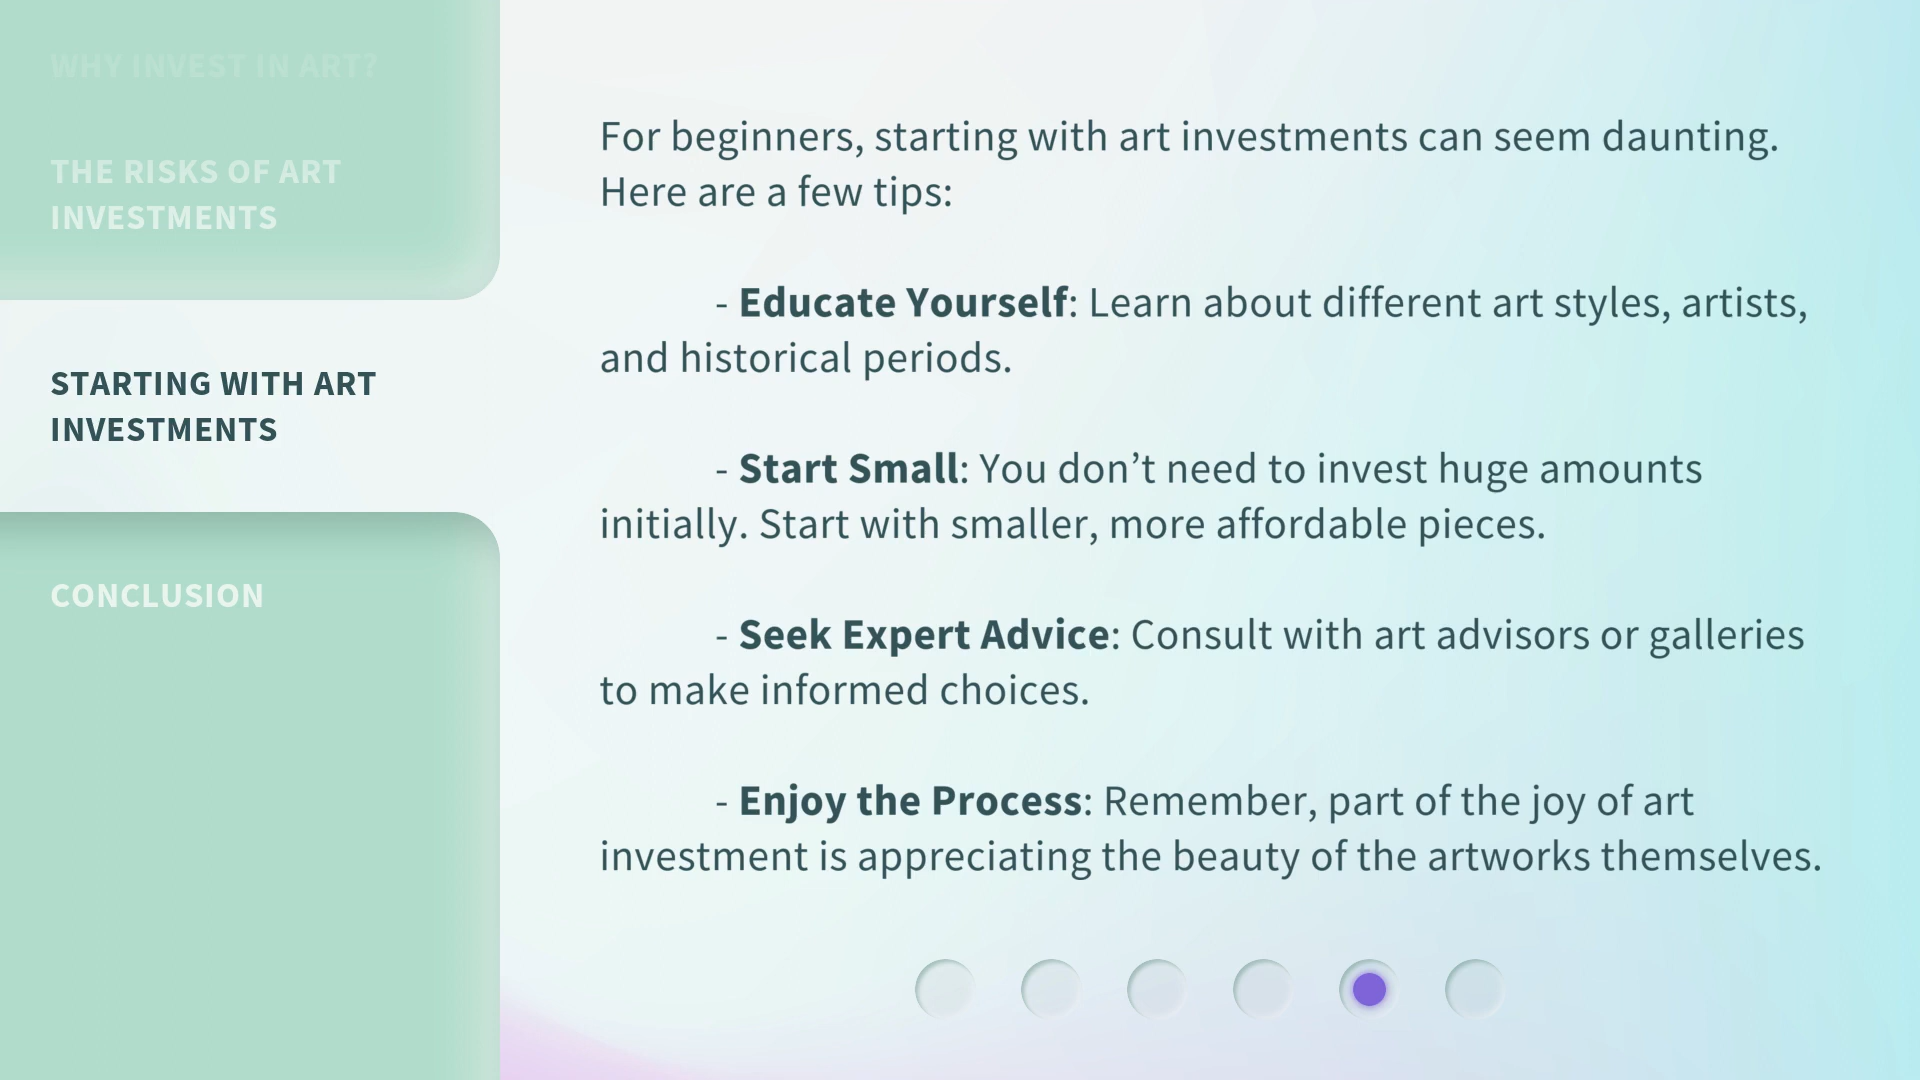 WHY INVEST IN ART?
THE RISKS OF ART
INVESTMENTS
STARTING WITH ART
INVESTMENTS
CONCLUSION
For beginners, starting with art investments can seem daunting.
Here are a few tips:
- Educate Yourself: Learn about different art styles, artists,
and historical periods.
- Start Small: You don’t need to invest huge amounts
initially. Start with smaller, more affordable pieces.
- Seek Expert Advice: Consult with art advisors or galleries
to make informed choices.
- Enjoy the Process: Remember, part of the joy of art
investment is appreciating the beauty of the artworks themselves.